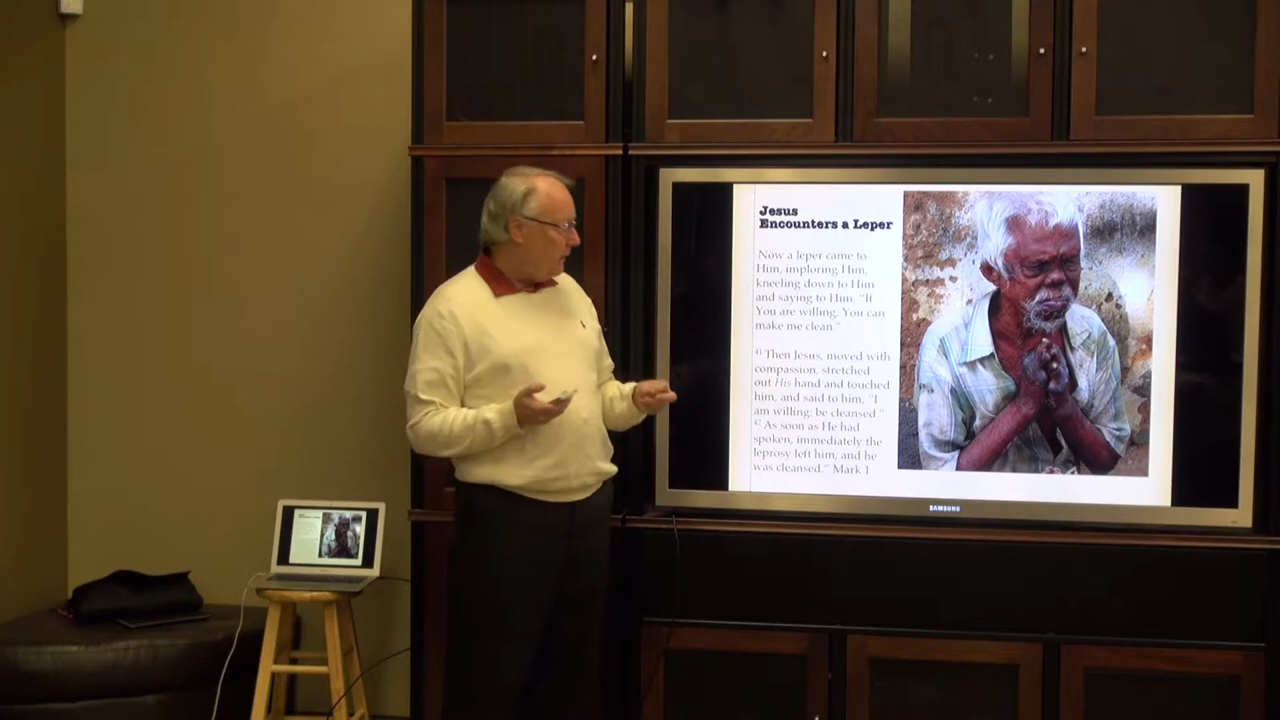 Jesus
Encounters a Leper
Now a leper came to
Him, imploring Him,
kneeling down to Him
and saying to Him, "If
You are willing, You can
make me clean."
41 Then Jesus, moved with
compassion, stretched
out His hand and touched
him, and said to him, "I
am willing; be cleansed."
42 As soon as He had
spoken, immediately the
leprosy left him, and he
was cleansed." Mark 1
SAMSUNG